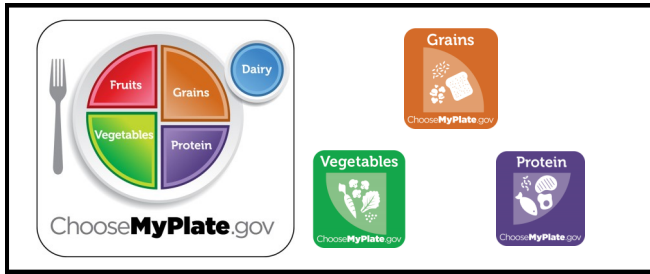 Fruits
Grains
Dairy
Vegetables
Protein
ChooseMyPlate.gov
Grains
ChooseMyPlate.gov
Vegetables
ChooseMyPlate.gov
Protein
ChooseMyPlate.gov